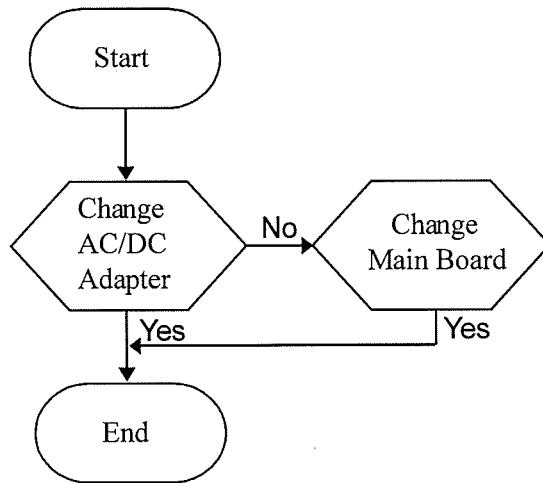 Start
Change
AC/DC
Adapter
No
Change
Main Board
Yes
Yes
End